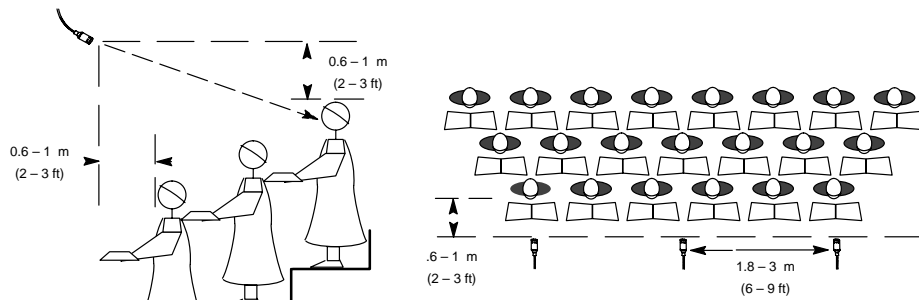 0.6 – 1 m
(2 – 3 ft)
0.6 – 1 m
(2 – 3 ft)
.6 – 1 m
(2 – 3 ft)
1.8 – 3 m
(6 – 9 ft)